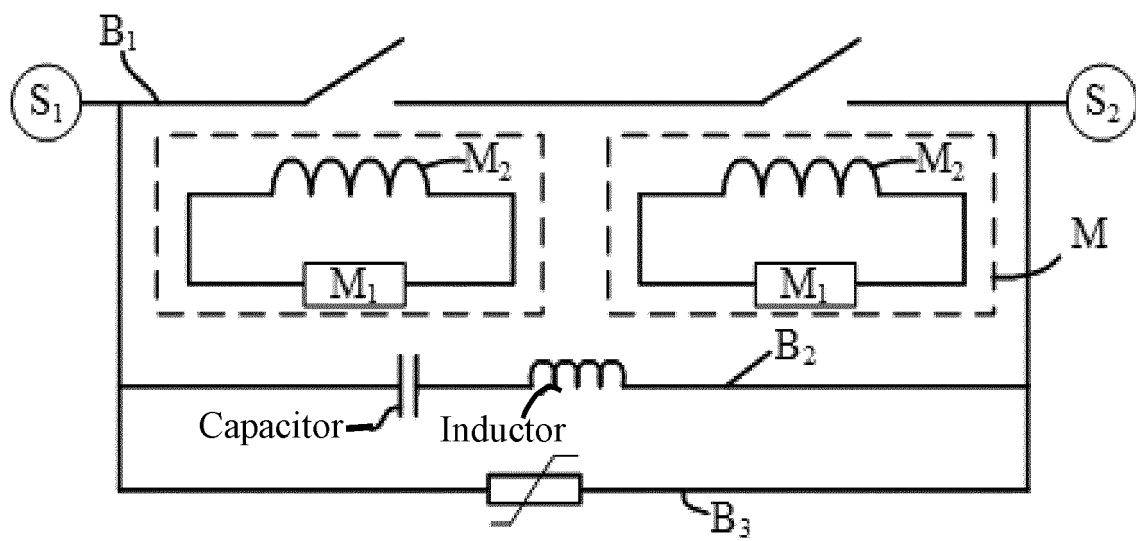 B₁
S₁
S₂
M₂
M₂
M
M₁
M₁
B₂
Capacitor
Inductor
B₃